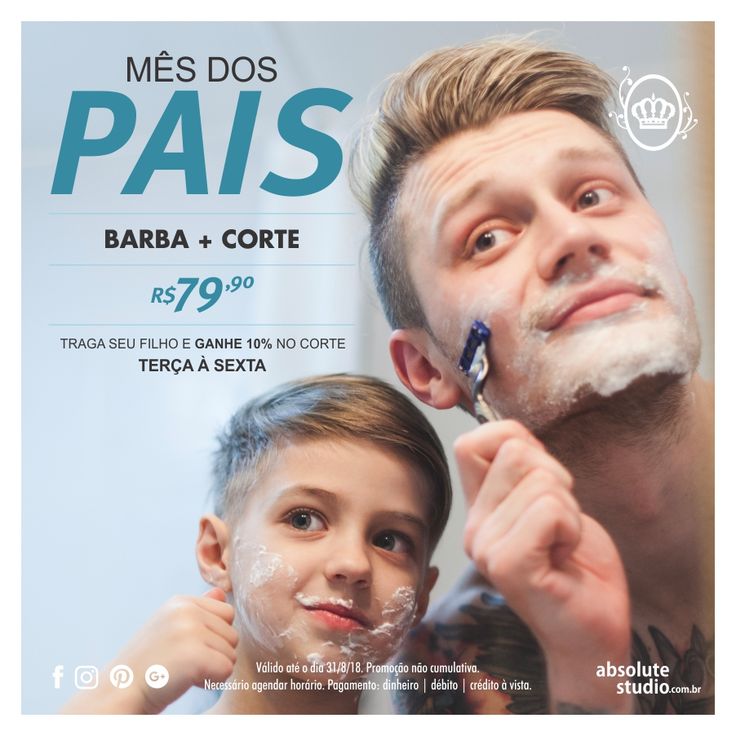 MÊS DOS
PAIS
BARBA + CORTE
R$79,90
TRAGA SEU FILHO E GANHE 10% NO CORTE
TERÇA À SEXTA
Válido até o dia 31/8/18. Promoção não cumulativa.
Necessário agendar horário. Pagamento: dinheiro | débito | crédito à vista.
absolute
studio.com.br